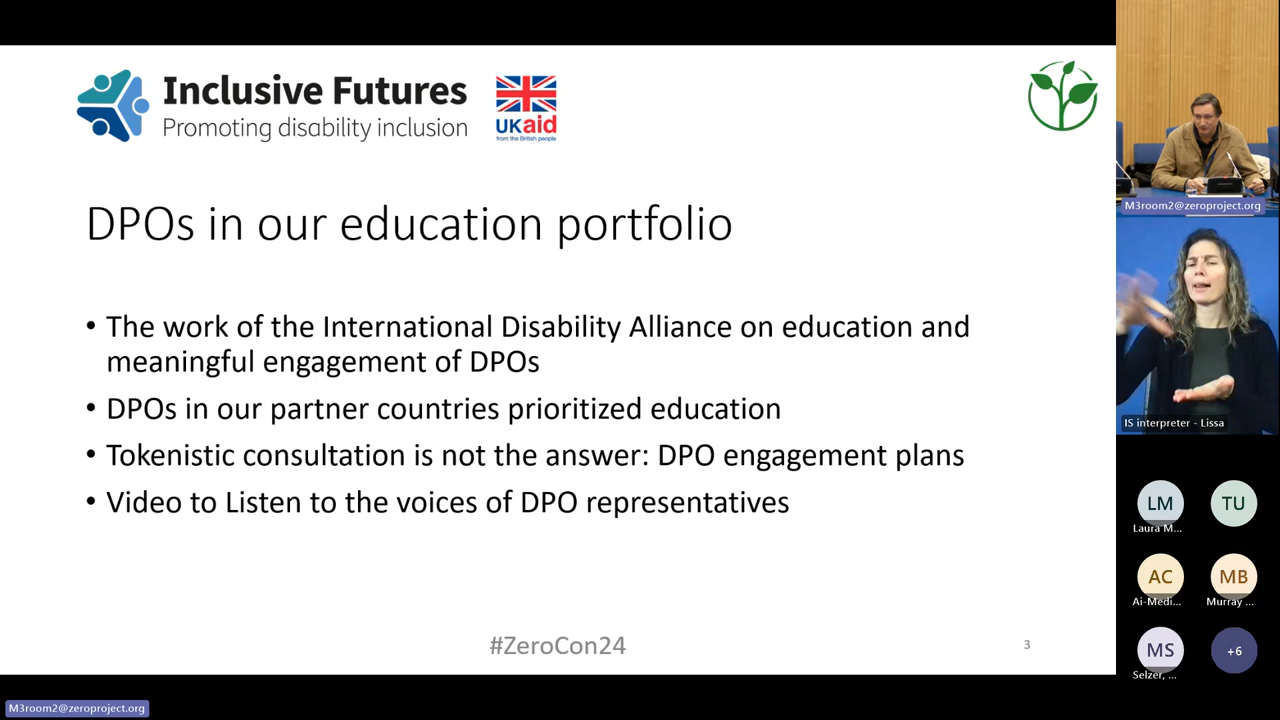 Inclusive Futures
Promoting disability inclusion
UKaid
from the British people
DPOs in our education portfolio
• The work of the International Disability Alliance on education and
meaningful engagement of DPOs
• DPOs in our partner countries prioritized education
• Tokenistic consultation is not the answer: DPO engagement plans
• Video to Listen to the voices of DPO representatives
#ZeroCon24
3
M3room2@zeroproject.org
IS interpreter - Lissa
LM
Laura M...
TU
AC
Ai-Medi...
MB
Murray ...
MS
Selzer, ...
+6
M3room2@zeroproject.org